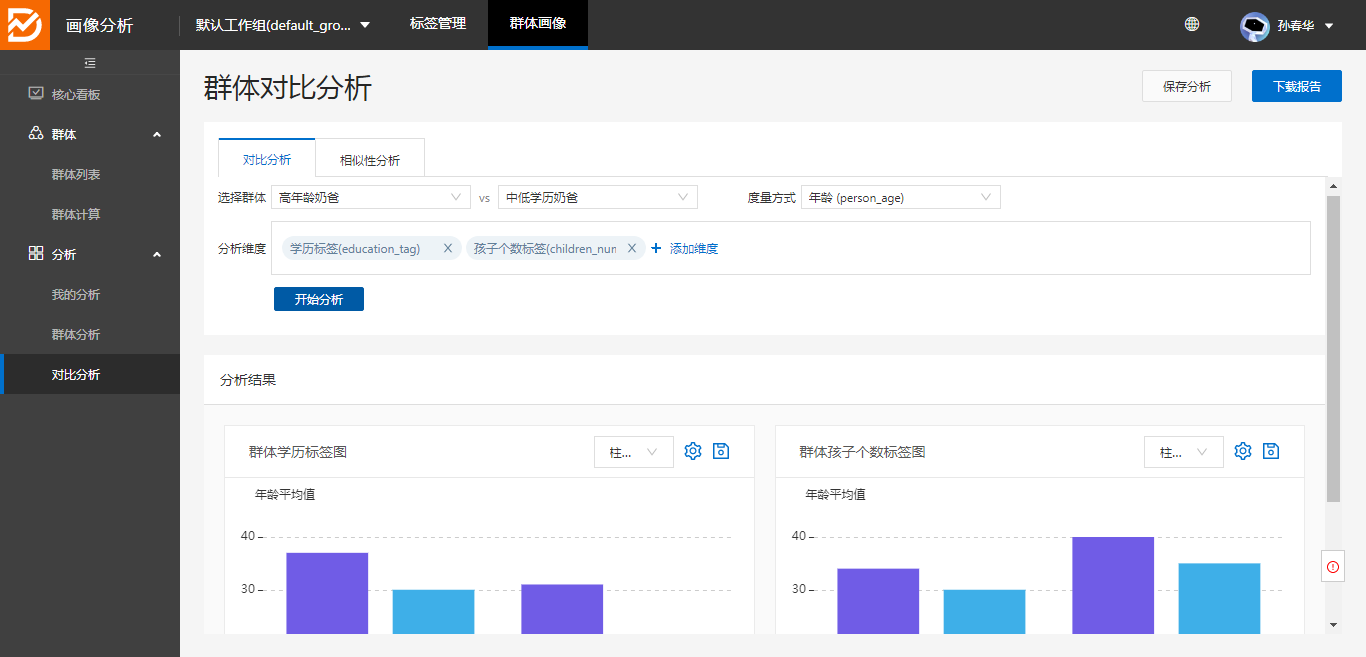 画像分析
默认工作组(default_gro...
标签管理
群体画像
孙春华
核心看板
群体
群体列表
群体计算
分析
我的分析
群体分析
对比分析
群体对比分析
保存分析
下载报告
对比分析
相似性分析
选择群体
高年龄奶爸
vs
中低学历奶爸
度量方式
年龄 (person_age)
分析维度
学历标签(education_tag)
孩子个数标签(children_nur
添加维度
开始分析
分析结果
群体学历标签图
柱...
年龄平均值
40
30
群体孩子个数标签图
柱...
年龄平均值
40
30